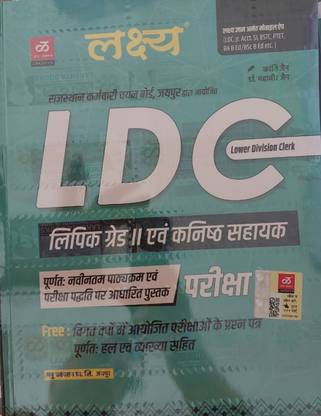 लक्ष्य
कान्ति जैन
डॉ. महावीर जैन
राजस्थान कर्मचारी चयन बोर्ड, जयपुर द्वारा आयोजित
LDC
Lower Division Clerk
लिपिक ग्रेड II एवं कनिष्ठ सहायक
परीक्षा
पूर्णतः नवीनतम पाठ्यक्रम एवं
परीक्षा पद्धति पर आधारित पुस्तक
Free : विगत वर्षों में आयोजित परीक्षाओं के प्रश्न पत्र
पूर्णतः हल एवं व्याख्या सहित